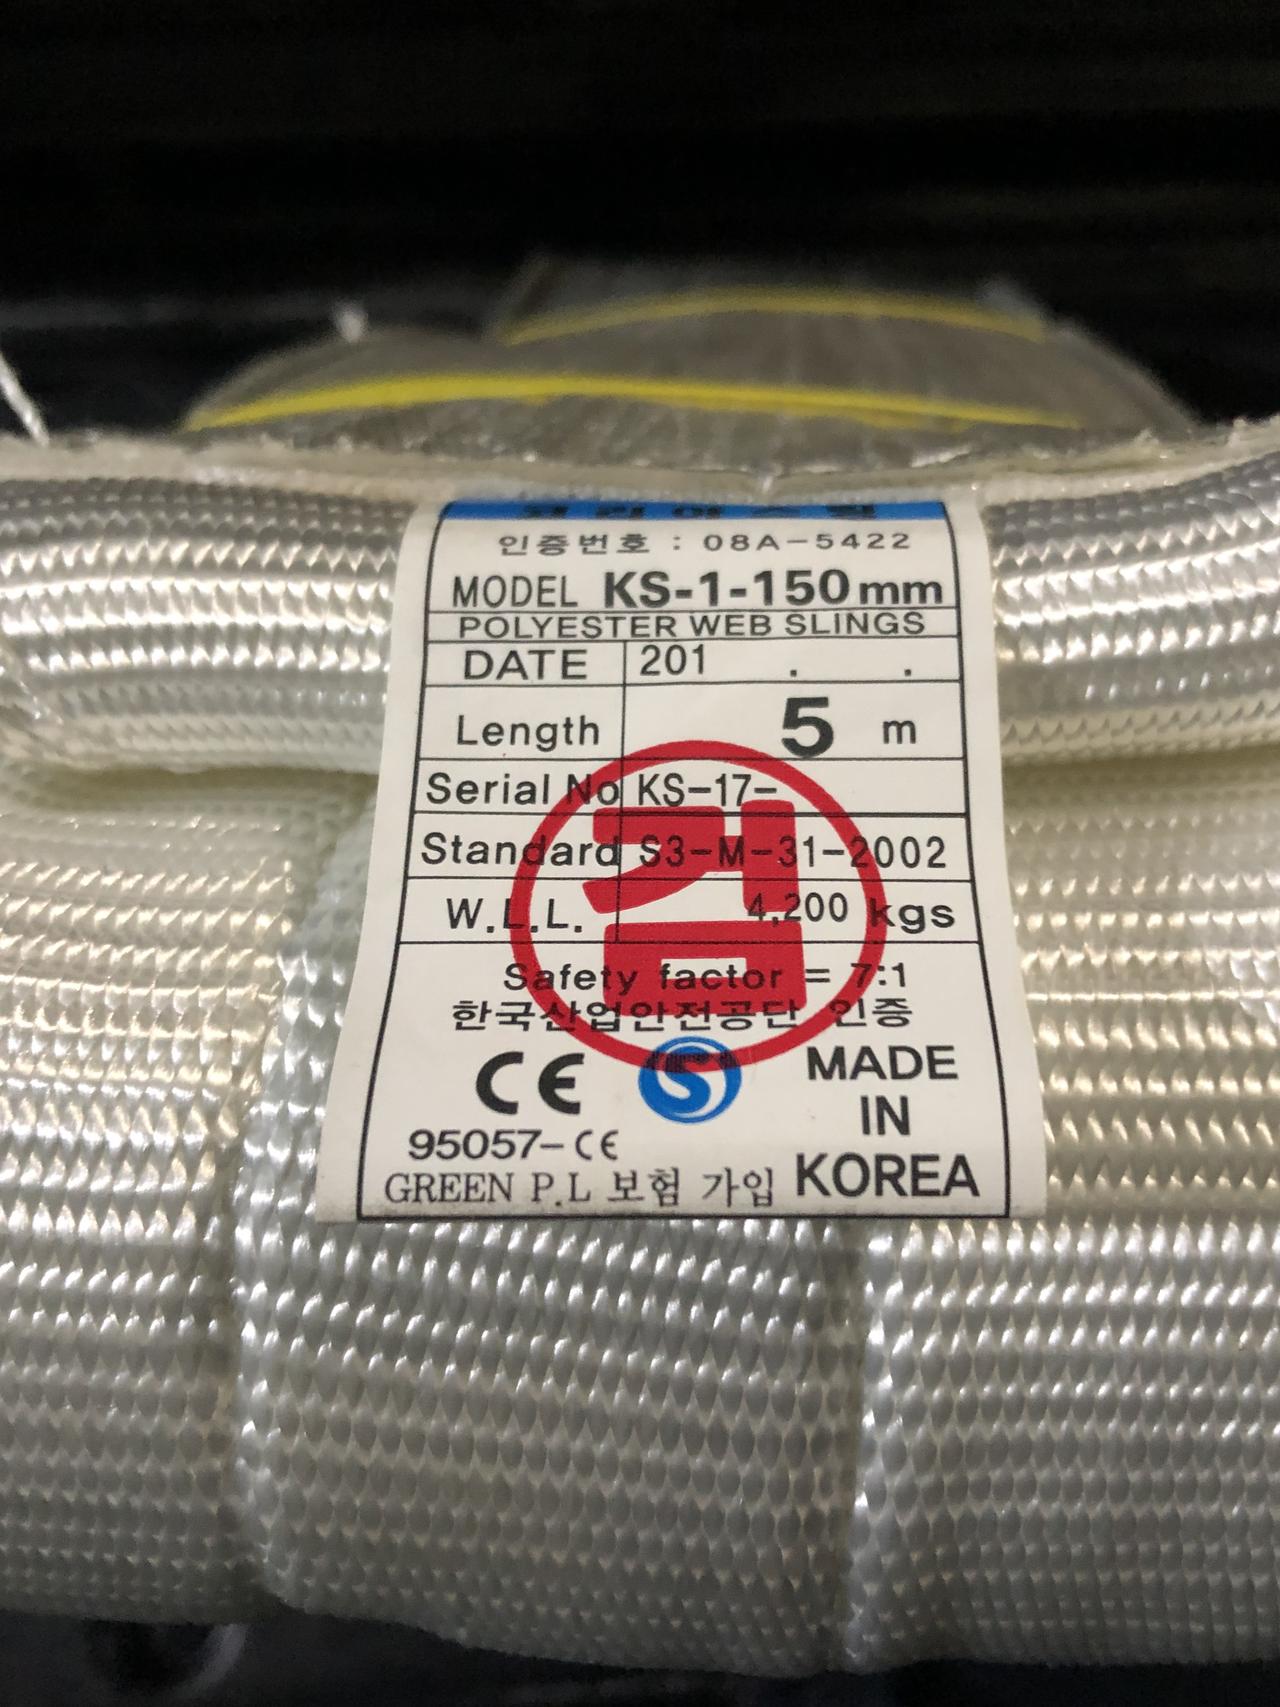 인증번호 : 08A-5422
MODEL KS-1-150mm
POLYESTER WEB SLINGS
DATE 201 . .
Length 5 m
Serial No KS-17-
Standard S3-M-31-2002
W.L.L. 4,200 kgs
검
Safety factor = 7:1
한국산업안전공단 인증
CE S MADE IN KOREA
95057-CE
GREEN P.L 보험 가입